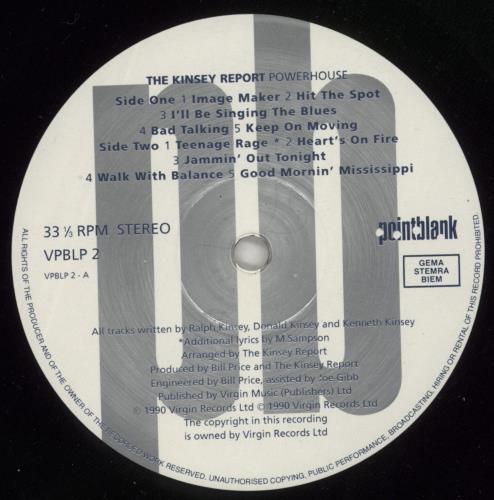 THE KINSEY REPORT POWERHOUSE
Side One 1 Image Maker 2 Hit The Spot
3 I'll Be Singing The Blues
4 Bad Talking 5 Keep On Moving
Side Two 1 Teenage Rage * 2 Heart's On Fire
3 Jammin' Out Tonight
4 Walk With Balance 5 Good Mornin' Mississippi
33 ⅓ RPM STEREO
VPBLP 2
VPBLP 2 - A
pointblank
GEMA
STEMRA
BIEM
All tracks written by Ralph Kinsey, Donald Kinsey and Kenneth Kinsey
*Additional lyrics by M Sampson
Arranged by The Kinsey Report
Produced by Bill Price and The Kinsey Report
Engineered by Bill Price, assisted by Joe Gibb
Published by Virgin Music (Publishers) Ltd
℗ 1990 Virgin Records Ltd © 1990 Virgin Records Ltd
The copyright in this recording
is owned by Virgin Records Ltd
ALL RIGHTS OF THE PRODUCER AND OF THE OWNER OF THE RECORDED WORK RESERVED. UNAUTHORISED COPYING, PUBLIC PERFORMANCE, BROADCASTING, HIRING OR RENTAL OF THIS RECORD PROHIBITED.
pb